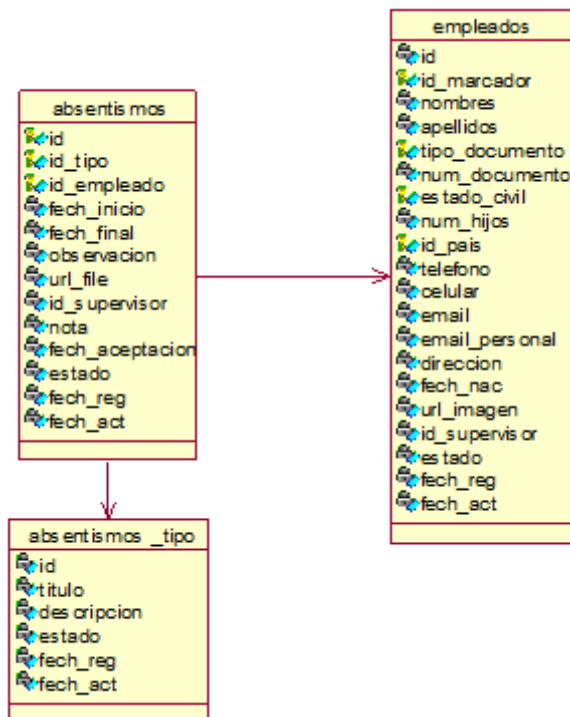 absentismos
id
id_tipo
id_empleado
fech_inicio
fech_final
observacion
url_file
id_supervisor
nota
fech_aceptacion
estado
fech_reg
fech_act
absentismos _tipo
id
titulo
descripcion
estado
fech_reg
fech_act
empleados
id
id_marcador
nombres
apellidos
tipo_documento
num_documento
estado_civil
num_hijos
id_pais
telefono
celular
email
email_personal
direccion
fech_nac
url_imagen
id_supervisor
estado
fech_reg
fech_act